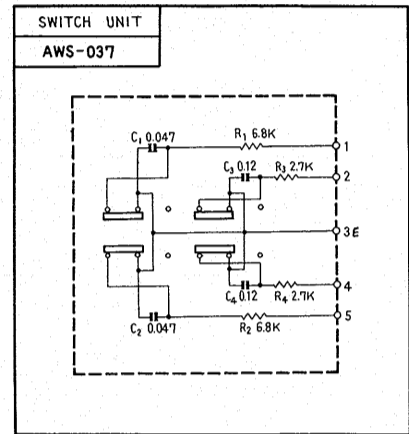 SWITCH UNIT
AWS-037
C1 0.047
R1 6.8K
1
C3 0.12
R3 2.7K
2
3E
C4 0.12
R4 2.7K
4
C2 0.047
R2 6.8K
5